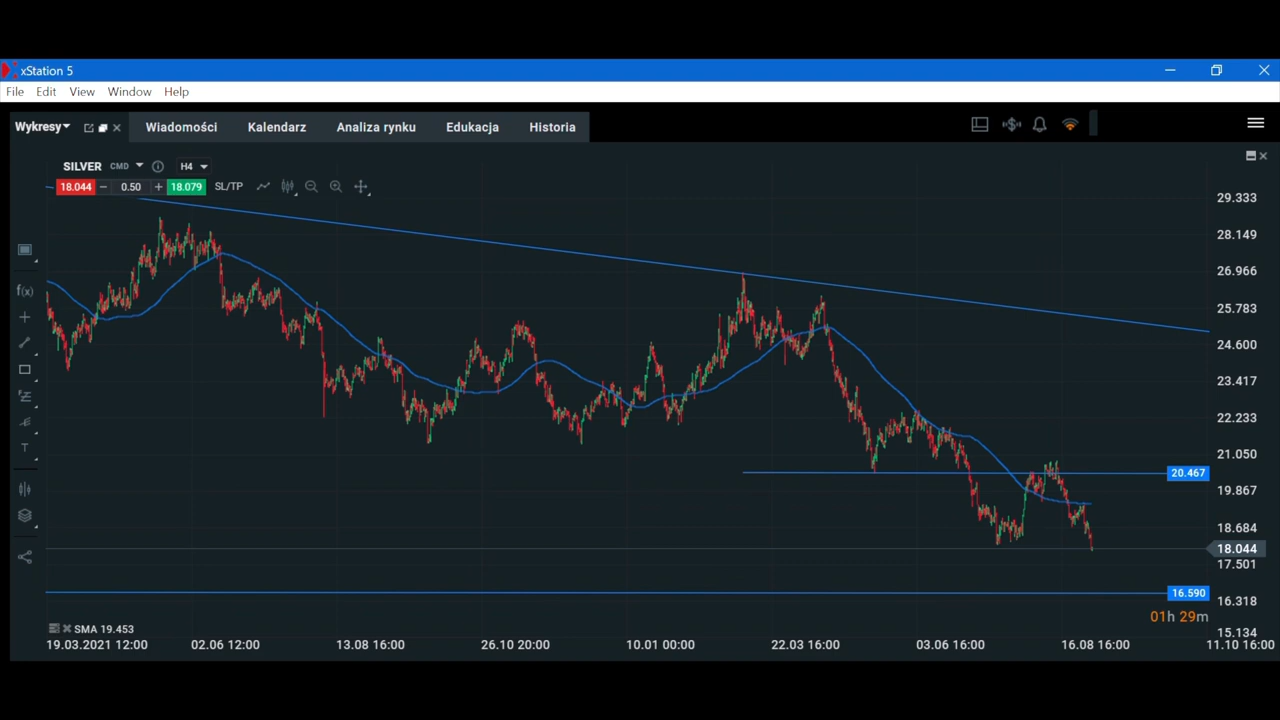 xStation 5
File Edit View Window Help
Wykresy Wiadomości Kalendarz Analiza rynku Edukacja Historia
SILVER CMD H4
18.044 0.50 18.079 SL/TP
29.333
28.149
26.966
25.783
24.600
23.417
22.233
21.050
20.467
19.867
18.684
18.044
17.501
16.590
16.318
01h 29m
15.134
SMA 19.453
19.03.2021 12:00 02.06 12:00 13.08 16:00 26.10 20:00 10.01 00:00 22.03 16:00 03.06 16:00 16.08 16:00 11.10 16:00
f(x)
T